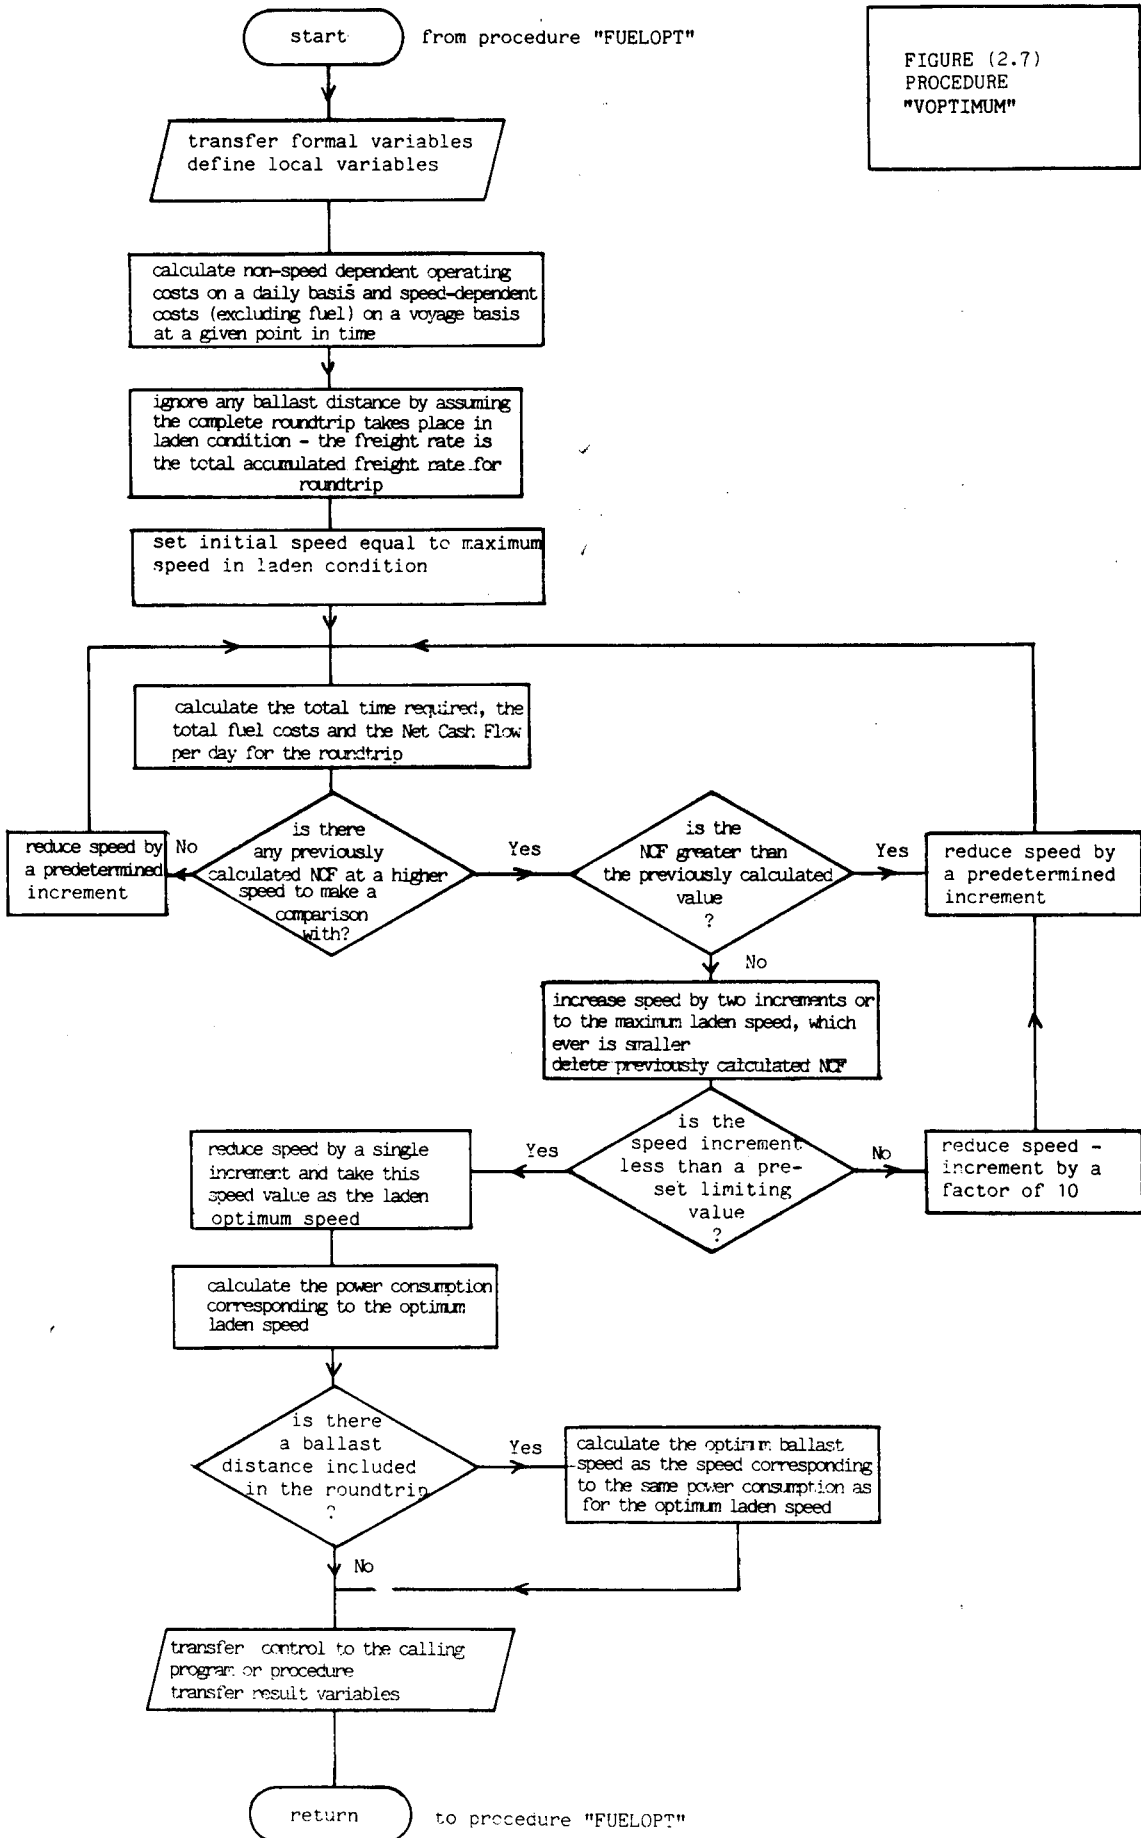 start
from procedure "FUELOPT"
FIGURE (2.7)
PROCEDURE
"VOPTIMUM"
transfer formal variables
define local variables
calculate non-speed dependent operating
costs on a daily basis and speed-dependent
costs (excluding fuel) on a voyage basis
at a given point in time
ignore any ballast distance by assuming
the complete roundtrip takes place in
laden condition - the freight rate is
the total accumulated freight rate for
roundtrip
set initial speed equal to maximum
speed in laden condition
calculate the total time required, the
total fuel costs and the Net Cash Flow
per day for the roundtrip
is there
any previously
calculated NCF at a higher
speed to make a
comparison
with?
No
reduce speed by
a predetermined
increment
Yes
is the
NCF greater than
the previously calculated
value
?
Yes
reduce speed by
a predetermined
increment
No
increase speed by two increments or
to the maximum laden speed, which
ever is smaller
delete previously calculated NCF
is the
speed increment
less than a pre-
set limiting
value
?
No
reduce speed -
increment by a
factor of 10
Yes
reduce speed by a single
increment and take this
speed value as the laden
optimum speed
calculate the power consumption
corresponding to the optimum
laden speed
is there
a ballast
distance included
in the roundtrip
?
Yes
calculate the optimum ballast
speed as the speed corresponding
to the same power consumption as
for the optimum laden speed
No
transfer control to the calling
program or procedure
transfer result variables
return
to procedure "FUELOPT"